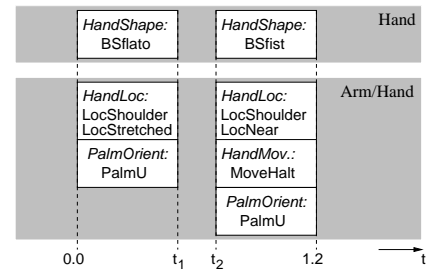 Hand
HandShape:
BSflato
HandShape:
BSfist
Arm/Hand
HandLoc:
LocShoulder
LocStretched
PalmOrient:
PalmU
HandLoc:
LocShoulder
LocNear
HandMov.:
MoveHalt
PalmOrient:
PalmU
0.0 t1 t2 1.2 t